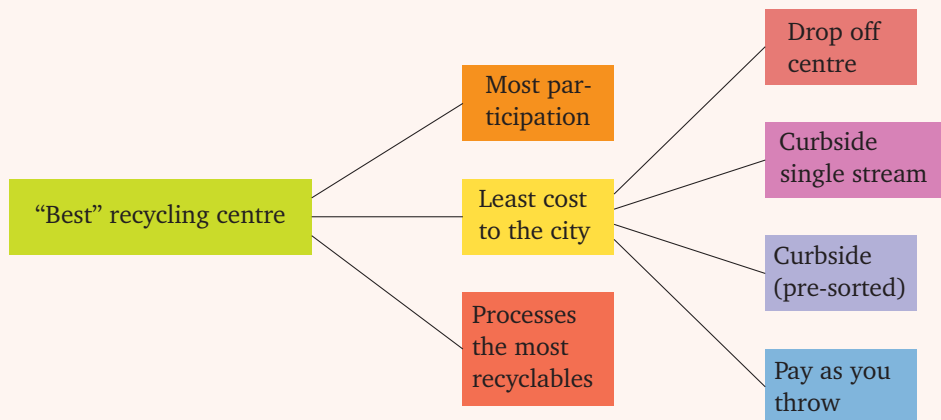 “Best” recycling centre
Most par-
ticipation
Least cost
to the city
Processes
the most
recyclables
Drop off
centre
Curbside
single stream
Curbside
(pre-sorted)
Pay as you
throw